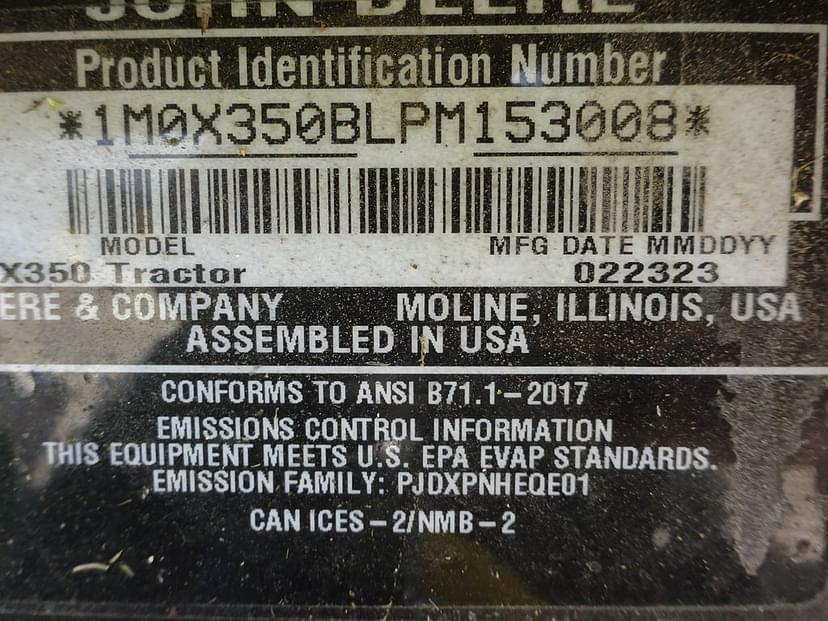 JOHN DEERE
Product Identification Number
*1M0X350BLPM153008*
MODEL MFG DATE MMDDYY
X350 Tractor 022323
ERE & COMPANY MOLINE, ILLINOIS, USA
ASSEMBLED IN USA
CONFORMS TO ANSI B71.1-2017
EMISSIONS CONTROL INFORMATION
THIS EQUIPMENT MEETS U.S. EPA EVAP STANDARDS.
EMISSION FAMILY: PJDXPNHEQE01
CAN ICES-2/NMB-2